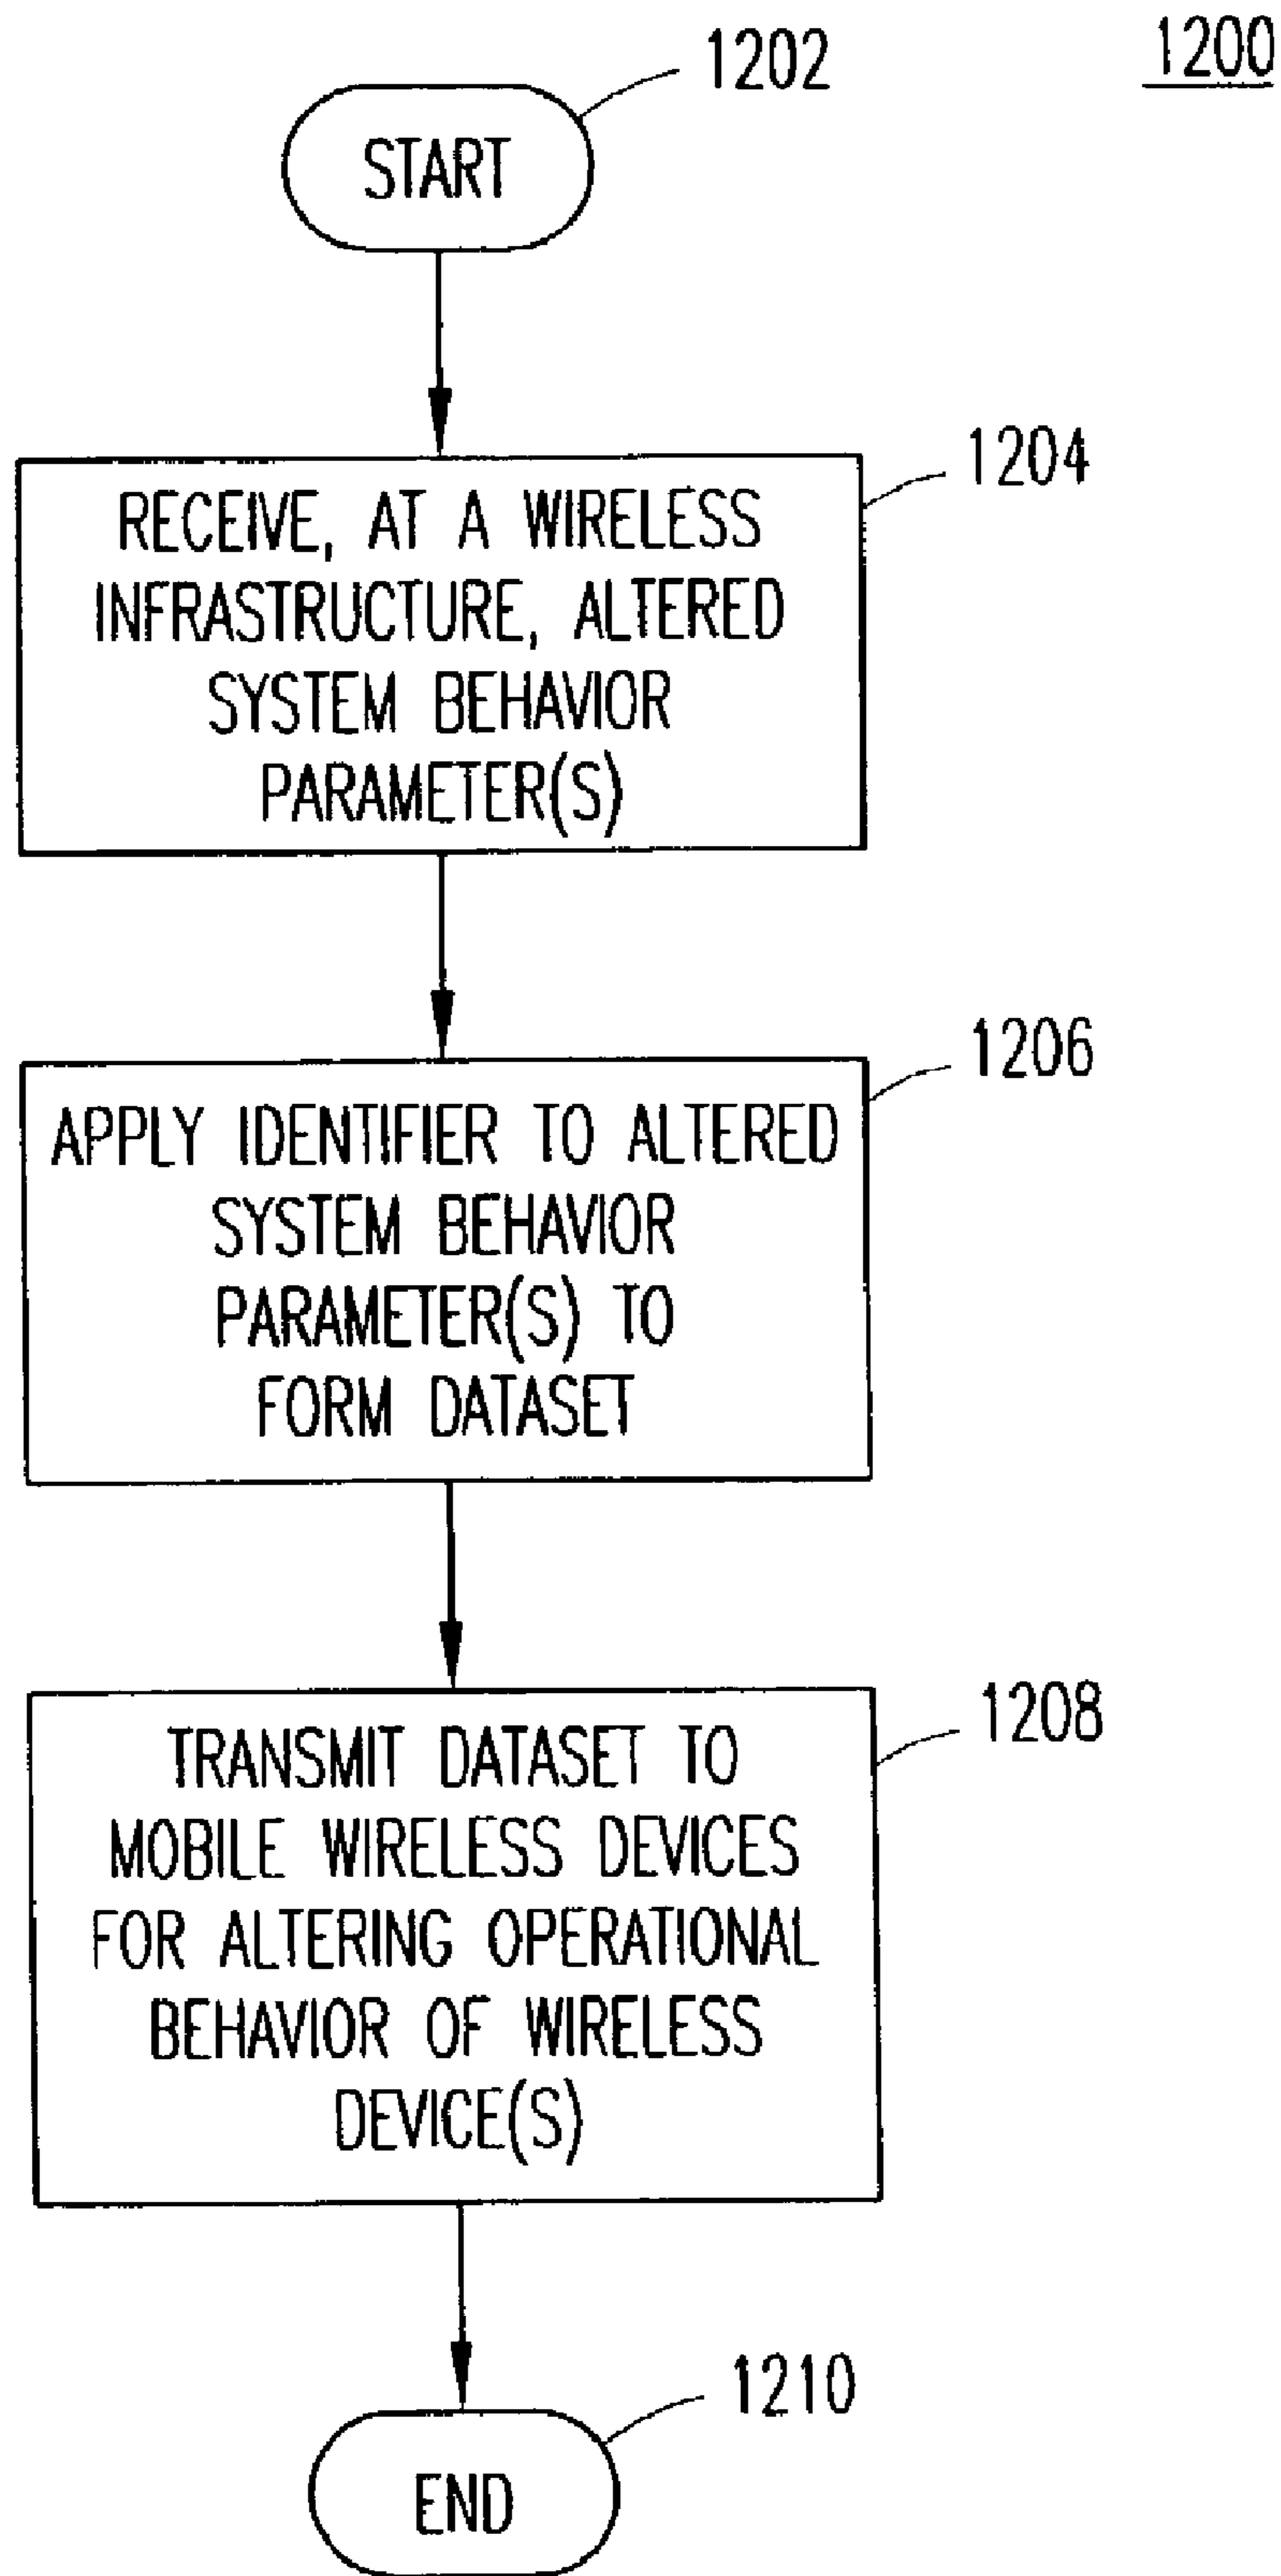 1200
1202
START
1204
RECEIVE, AT A WIRELESS
INFRASTRUCTURE, ALTERED
SYSTEM BEHAVIOR
PARAMETER(S)
1206
APPLY IDENTIFIER TO ALTERED
SYSTEM BEHAVIOR
PARAMETER(S) TO
FORM DATASET
1208
TRANSMIT DATASET TO
MOBILE WIRELESS DEVICES
FOR ALTERING OPERATIONAL
BEHAVIOR OF WIRELESS
DEVICE(S)
1210
END